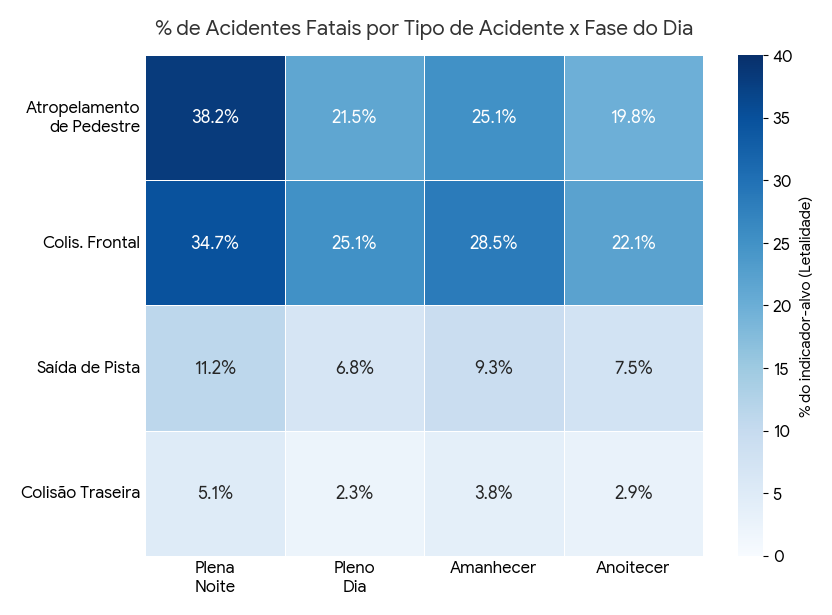 % de Acidentes Fatais por Tipo de Acidente x Fase do Dia
Atropelamento
de Pedestre
38.2%
21.5%
25.1%
19.8%
Colis. Frontal
34.7%
25.1%
28.5%
22.1%
Saída de Pista
11.2%
6.8%
9.3%
7.5%
Colisão Traseira
5.1%
2.3%
3.8%
2.9%
Plena
Noite
Pleno
Dia
Amanhecer
Anoitecer
40
35
30
25
20
15
10
5
0
% do indicador-alvo (Letalidade)